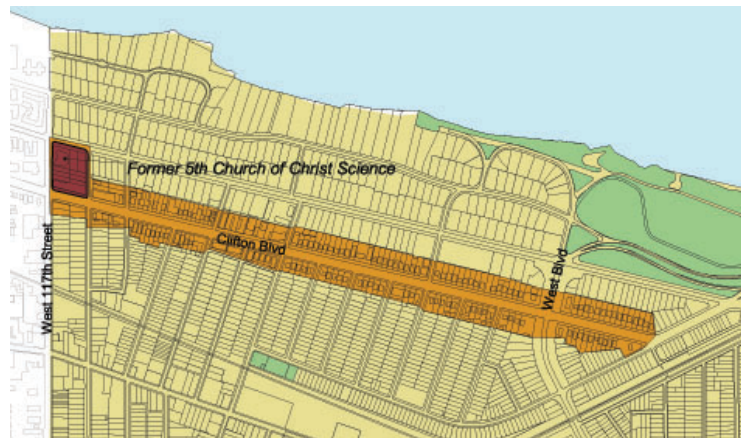 Former 5th Church of Christ Science
Clifton Blvd
West Blvd
West 117th Street